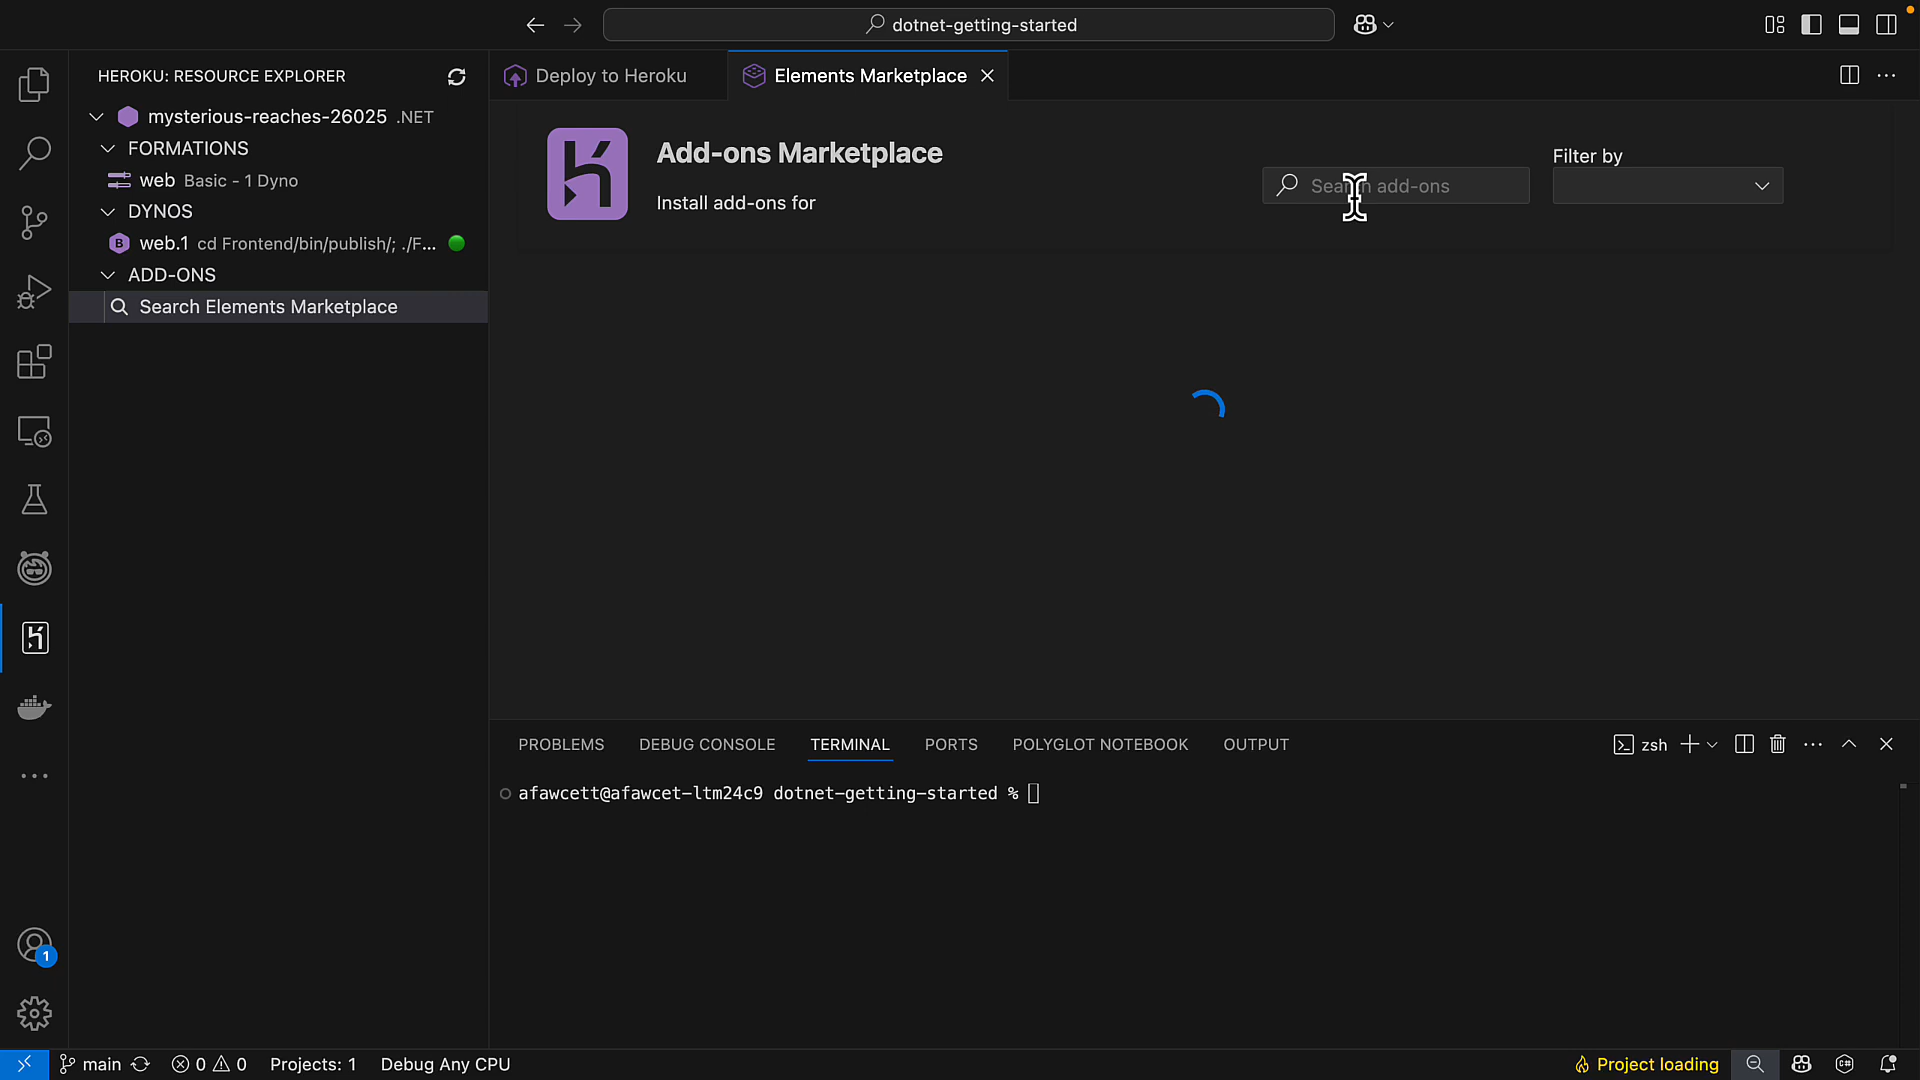 dotnet-getting-started
HEROKU: RESOURCE EXPLORER
mysterious-reaches-26025 .NET
FORMATIONS
web Basic - 1 Dyno
DYNOS
B web.1 cd Frontend/bin/publish/; ./F...
ADD-ONS
Search Elements Marketplace
Deploy to Heroku
Elements Marketplace
Add-ons Marketplace
Install add-ons for
Search add-ons
Filter by
PROBLEMS DEBUG CONSOLE TERMINAL PORTS POLYGLOT NOTEBOOK OUTPUT
zsh
afawcett@afawcet-ltm24c9 dotnet-getting-started %
1
main 0 0 Projects: 1 Debug Any CPU
Project loading